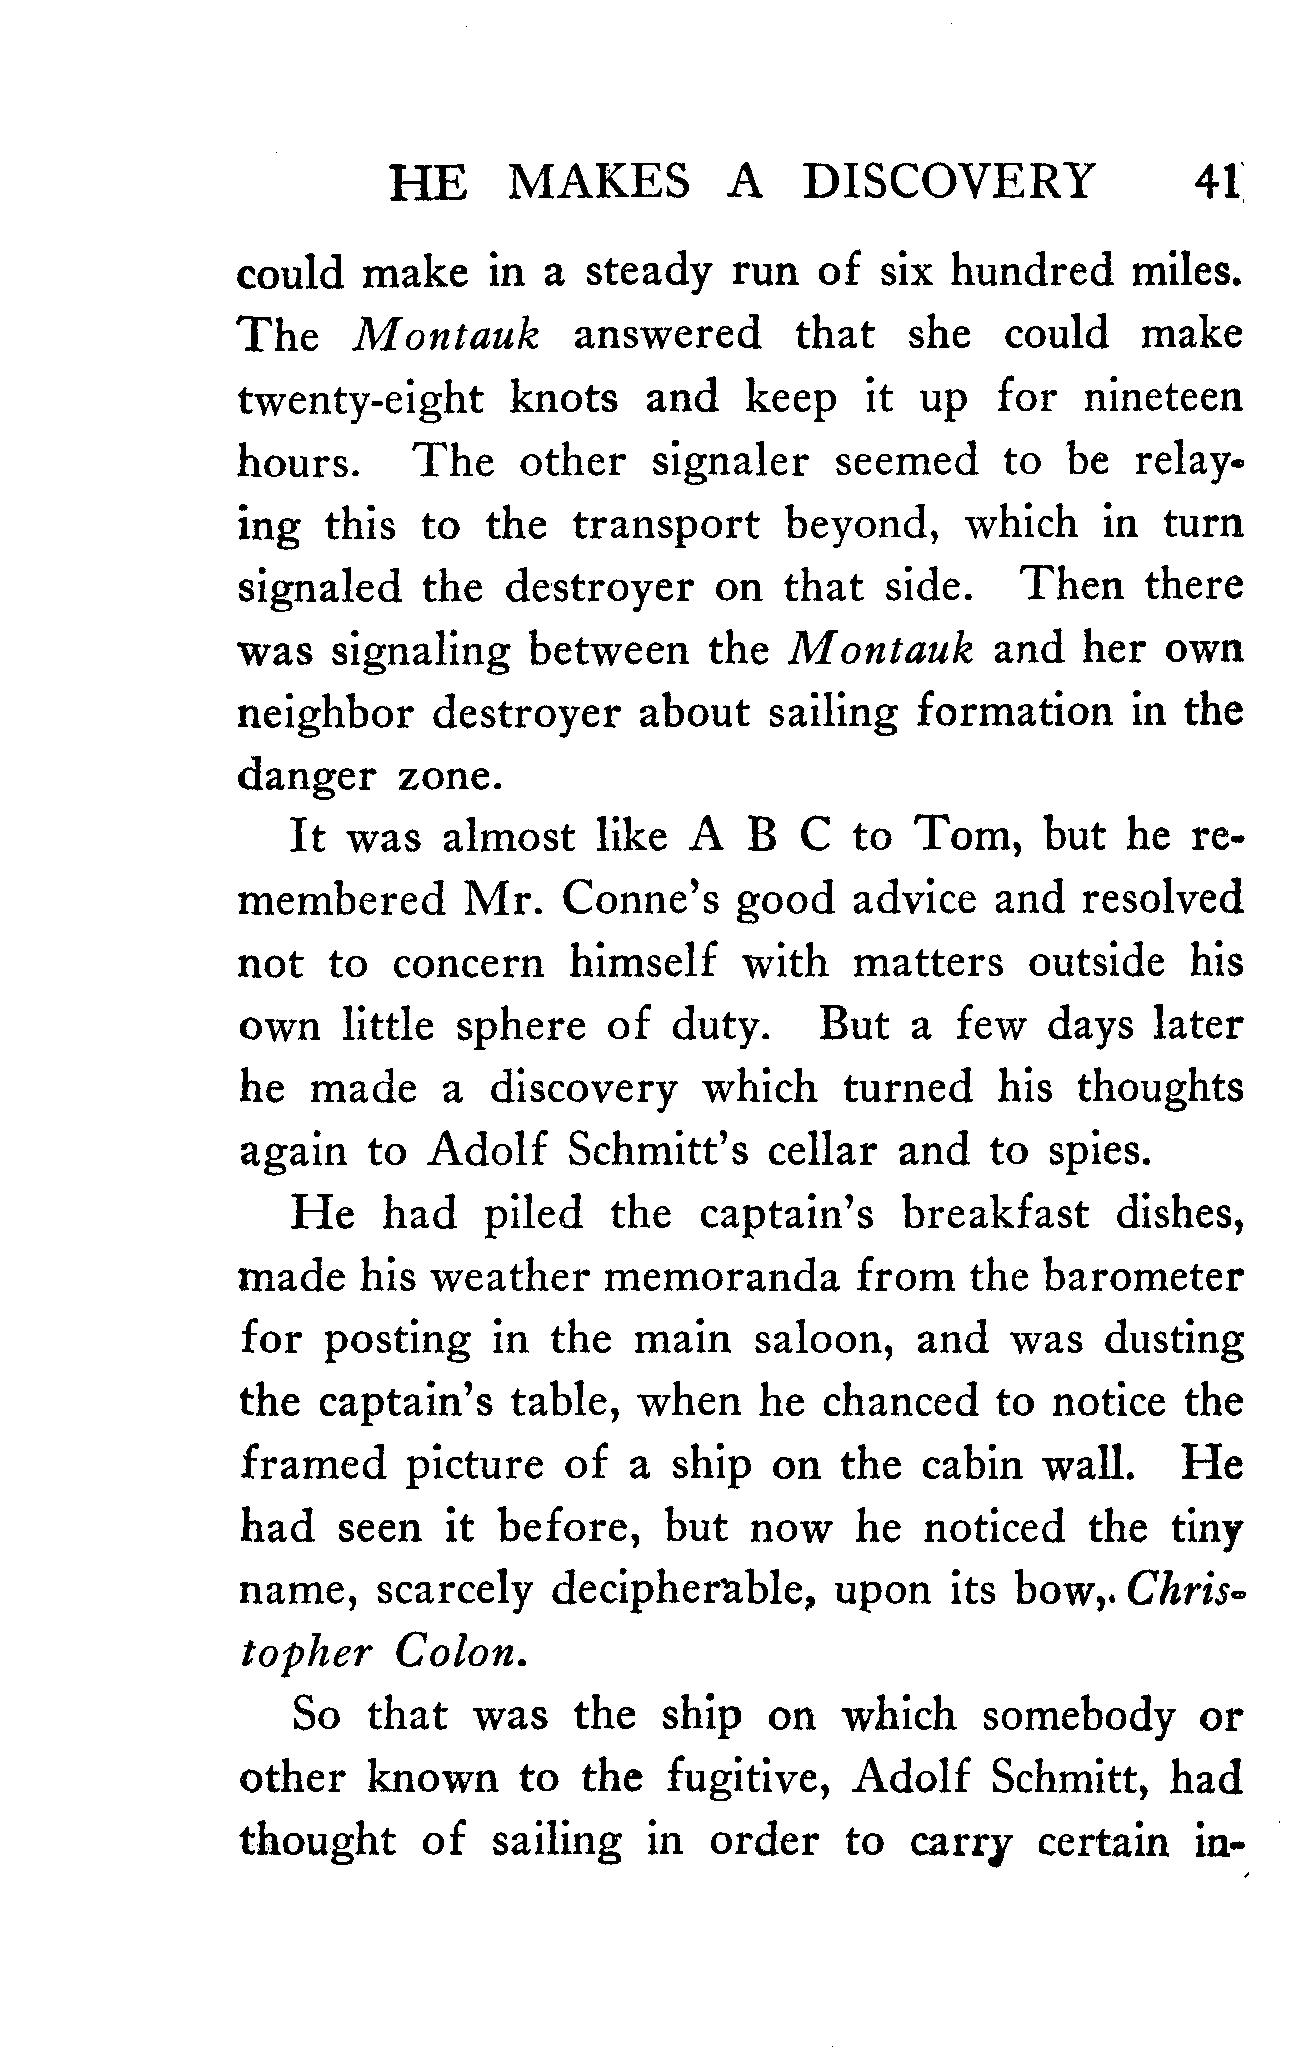 HE MAKES A DISCOVERY 41
could make in a steady run of six hundred miles.
The Montauk answered that she could make
twenty-eight knots and keep it up for nineteen
hours. The other signaler seemed to be relay-
ing this to the transport beyond, which in turn
signaled the destroyer on that side. Then there
was signaling between the Montauk and her own
neighbor destroyer about sailing formation in the
danger zone.
It was almost like A B C to Tom, but he re-
membered Mr. Conne's good advice and resolved
not to concern himself with matters outside his
own little sphere of duty. But a few days later
he made a discovery which turned his thoughts
again to Adolf Schmitt's cellar and to spies.
He had piled the captain's breakfast dishes,
made his weather memoranda from the barometer
for posting in the main saloon, and was dusting
the captain's table, when he chanced to notice the
framed picture of a ship on the cabin wall. He
had seen it before, but now he noticed the tiny
name, scarcely decipherable, upon its bow, Chris-
topher Colon.
So that was the ship on which somebody or
other known to the fugitive, Adolf Schmitt, had
thought of sailing in order to carry certain in-